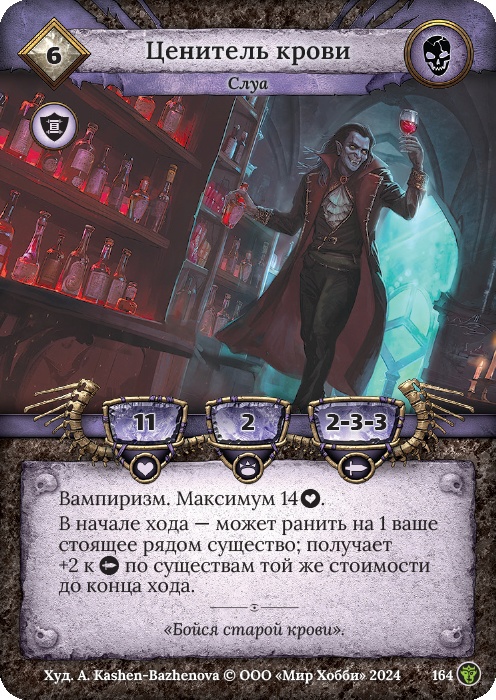 6
Ценитель крови
Слуа
11
2
2-3-3
Вампиризм. Максимум 14
В начале хода — может ранить на 1 ваше
стоящее рядом существо; получает
+2 к по существам той же стоимости
до конца хода.
«Бойся старой крови».
Худ. А. Kashen-Bazhenova © ООО «Мир Хобби» 2024
164